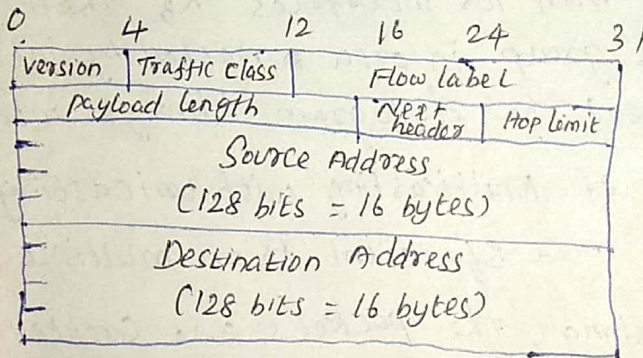 0 4 12 16 24 31
version Traffic class Flow label
payload length Next header Hop limit
Source Address
(128 bits = 16 bytes)
Destination Address
(128 bits = 16 bytes)